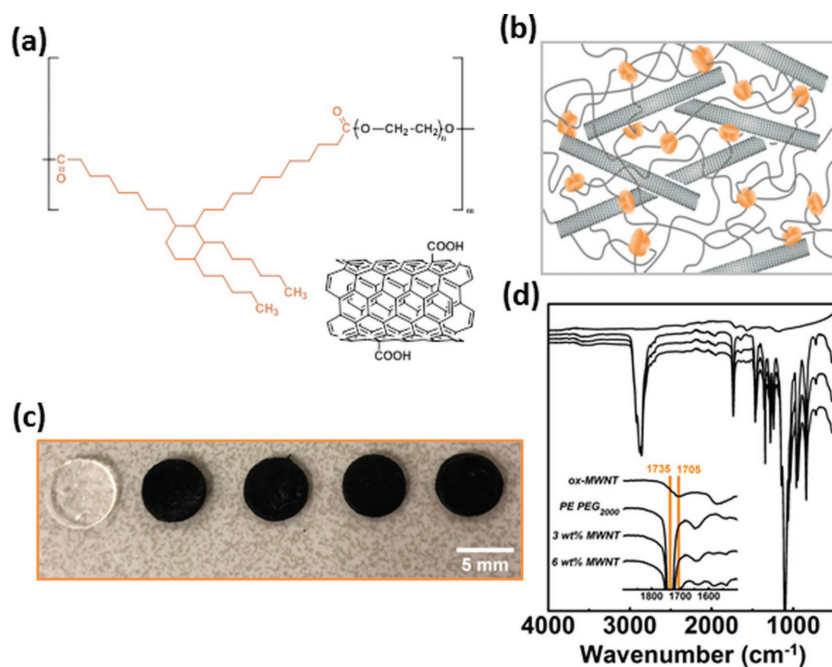 (a)
O
C
(O—CH2—CH2)nO
C
O
m
CH3
CH3
COOH
COOH
(b)
(c)
5 mm
(d)
1735 1705
ox-MWNT
PE PEG2000
3 wt% MWNT
6 wt% MWNT
1800 1700 1600
4000 3000 2000 1000
Wavenumber (cm-1)